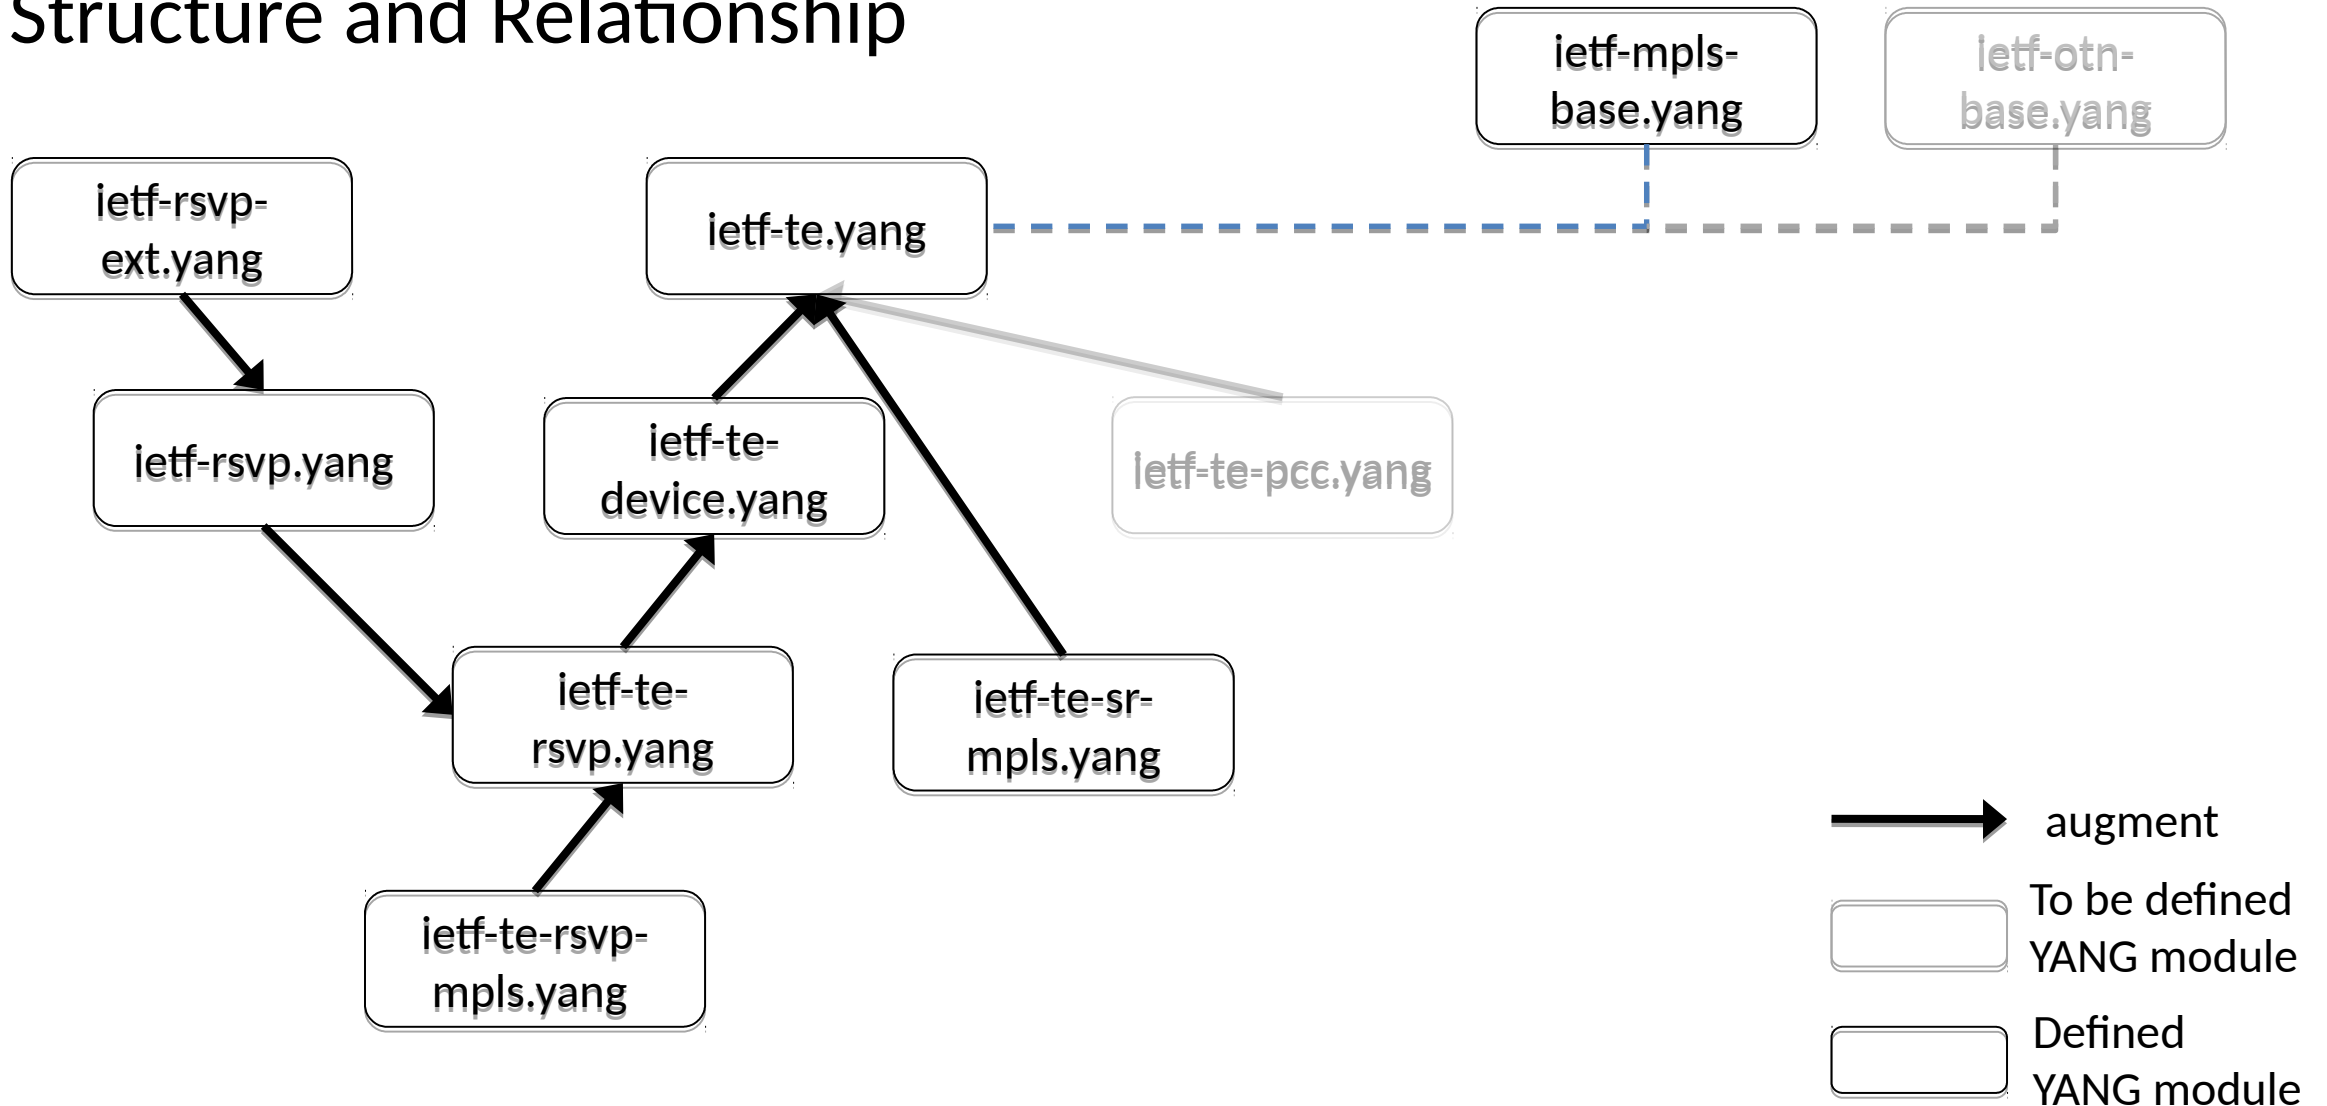 Structure and Relationship
ietf-mpls-
base.yang
ietf-otn-
base.yang
ietf-rsvp-
ext.yang
ietf-te.yang
ietf-rsvp.yang
ietf-te-
device.yang
ietf-te-pcc.yang
ietf-te-
rsvp.yang
ietf-te-sr-
mpls.yang
ietf-te-rsvp-
mpls.yang
augment
To be defined
YANG module
Defined
YANG module